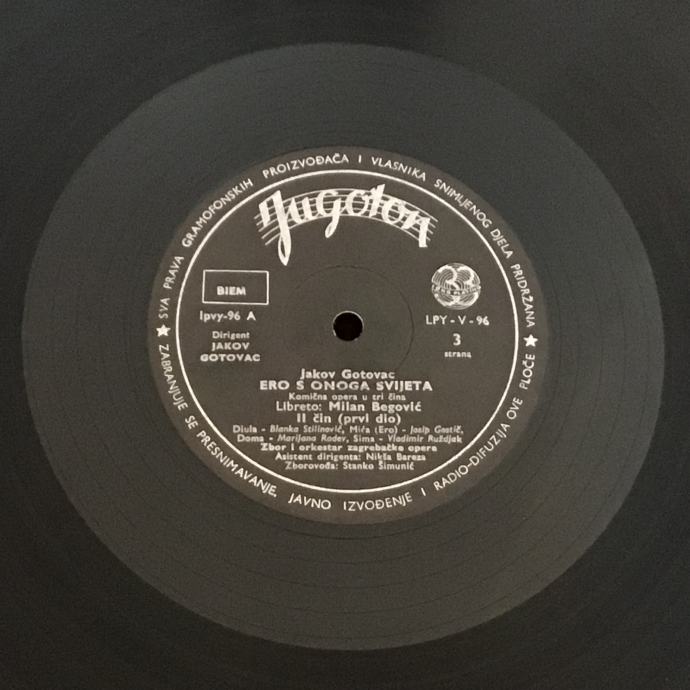 SVA PRAVA GRAMOFONSKIH PROIZVOĐAČA I VLASNIKA SNIMLJENOG DJELA PRIDRŽANA
Jugoton
BIEM
lpvy-96 A
LPY - V - 96
Dirigent
JAKOV
GOTOVAC
3
strana
Jakov Gotovac
ERO S ONOGA SVIJETA
Komična opera u tri čina
Libreto: Milan Begović
II čin (prvi dio)
Djula - Blanka Stilinović, Mića (Ero) - Josip Gostič,
Doma - Marijana Radev, Sima - Vladimir Ruždjak
Zbor i orkestar zagrebačke opere
Asistent dirigenta: Nikša Bareza
Zborovođa: Stanko Šimunić
ZABRANJUJE SE PRESNIMAVANJE, JAVNO IZVOĐENJE I RADIO-DIFUZIJA OVE PLOČE